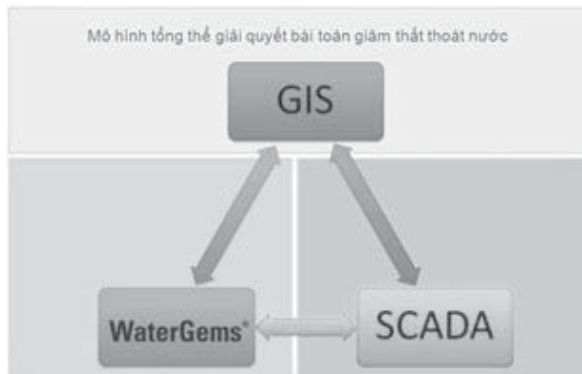 Mô hình tổng thể giải quyết bài toán giảm thất thoát nước
GIS
WaterGems®
SCADA